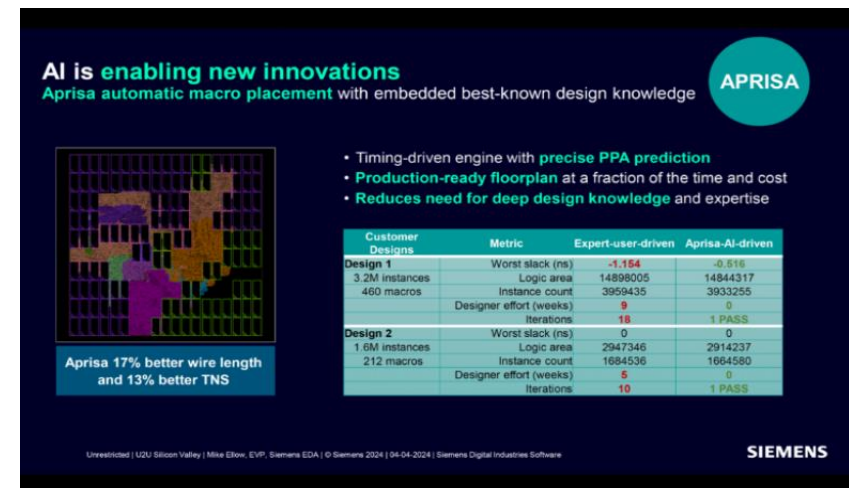 AI is enabling new innovations
Aprisa automatic macro placement with embedded best-known design knowledge
APRISA
• Timing-driven engine with precise PPA prediction
• Production-ready floorplan at a fraction of the time and cost
• Reduces need for deep design knowledge and expertise
Customer Designs Metric Expert-user-driven Aprisa-AI-driven
Design 1 Worst slack (ns) -1.154 -0.516
3.2M instances Logic area 14898005 14844317
460 macros Instance count 3959435 3933255
Designer effort (weeks) 9 0
Iterations 18 1 PASS
Design 2 Worst slack (ns) 0 0
1.6M instances Logic area 2947346 2914237
212 macros Instance count 1684536 1664580
Designer effort (weeks) 5 0
Iterations 10 1 PASS
Aprisa 17% better wire length
and 13% better TNS
Unrestricted | U2U Silicon Valley | Mike Ellow, EVP, Siemens EDA | © Siemens 2024 | 04-04-2024 | Siemens Digital Industries Software
SIEMENS